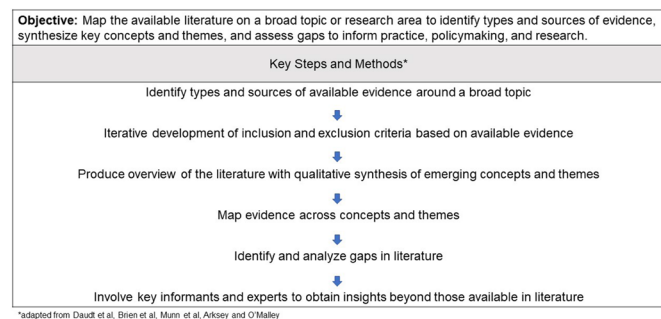 Objective: Map the available literature on a broad topic or research area to identify types and sources of evidence,
synthesize key concepts and themes, and assess gaps to inform practice, policymaking, and research.
Key Steps and Methods*
Identify types and sources of available evidence around a broad topic
Iterative development of inclusion and exclusion criteria based on available evidence
Produce overview of the literature with qualitative synthesis of emerging concepts and themes
Map evidence across concepts and themes
Identify and analyze gaps in literature
Involve key informants and experts to obtain insights beyond those available in literature
*adapted from Daudt et al, Brien et al, Munn et al, Arksey and O'Malley